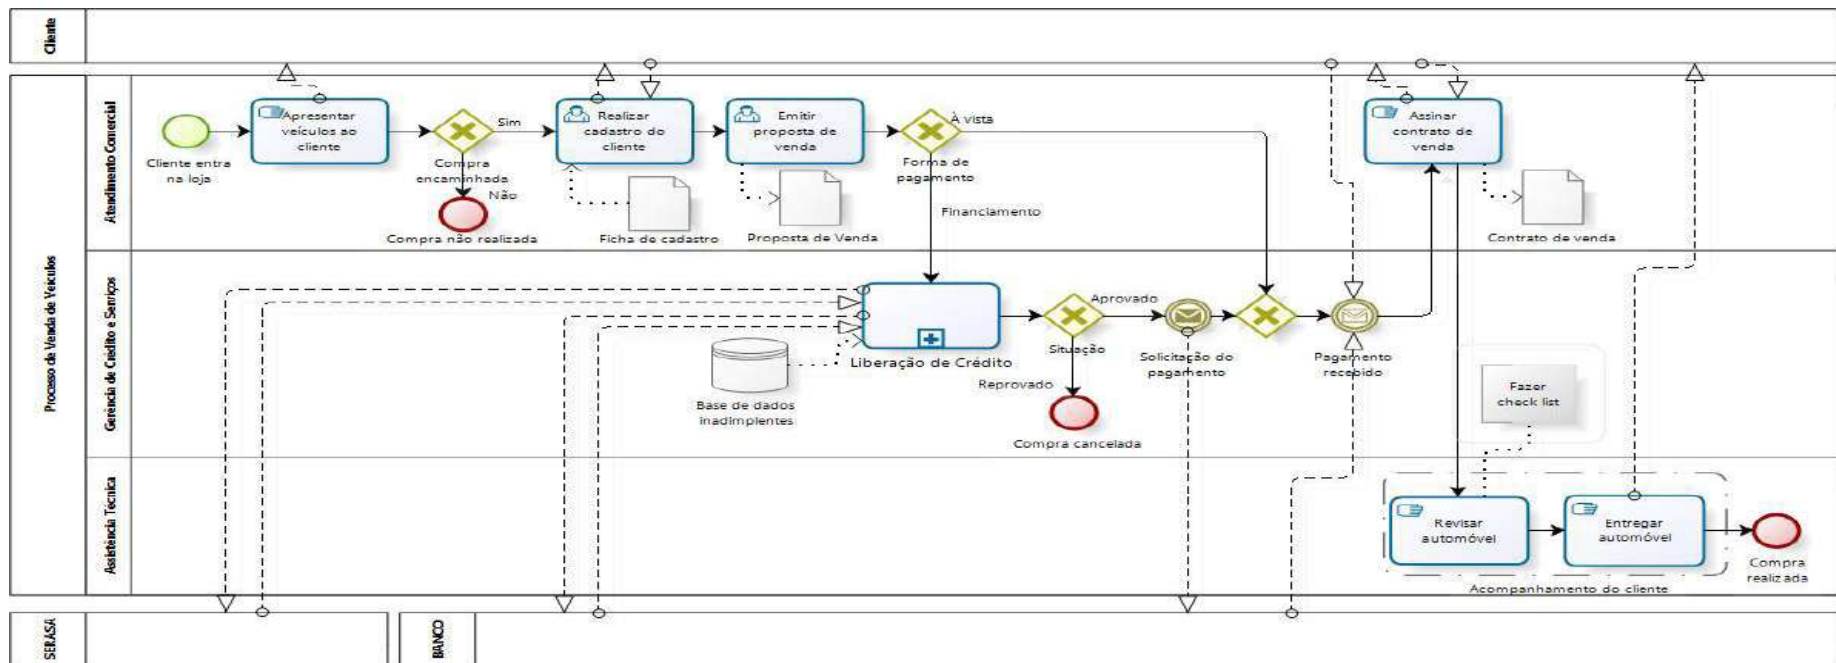 Cliente
Processo de Venda de Veículos
Atendimento Comercial
Cliente entra
na loja
Apresentar
veículos ao
cliente
Compra
encaminhada
Sim
Não
Compra não realizada
Realizar
cadastro do
cliente
Ficha de cadastro
Emitir
proposta de
venda
Proposta de Venda
Forma de
pagamento
À vista
Financiamento
Assinar
contrato de
venda
Contrato de venda
Gerência de Crédito e Serviços
Base de dados
inadimplentes
Liberação de Crédito
Situação
Aprovado
Reprovado
Compra cancelada
Solicitação do
pagamento
Pagamento
recebido
Fazer
check list
Assistência Técnica
Revisar
automóvel
Entregar
automóvel
Acompanhamento do cliente
Compra
realizada
SERASA
BANCO